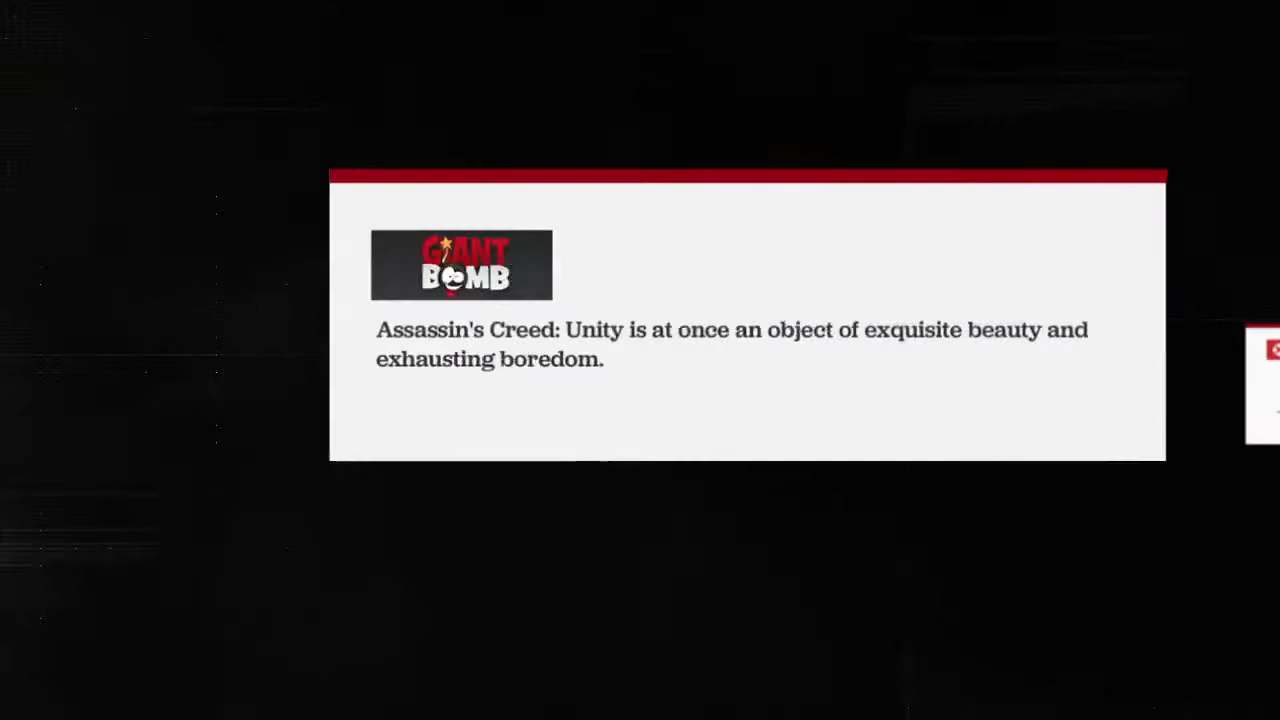 GIANT
BOMB
Assassin's Creed: Unity is at once an object of exquisite beauty and
exhausting boredom.